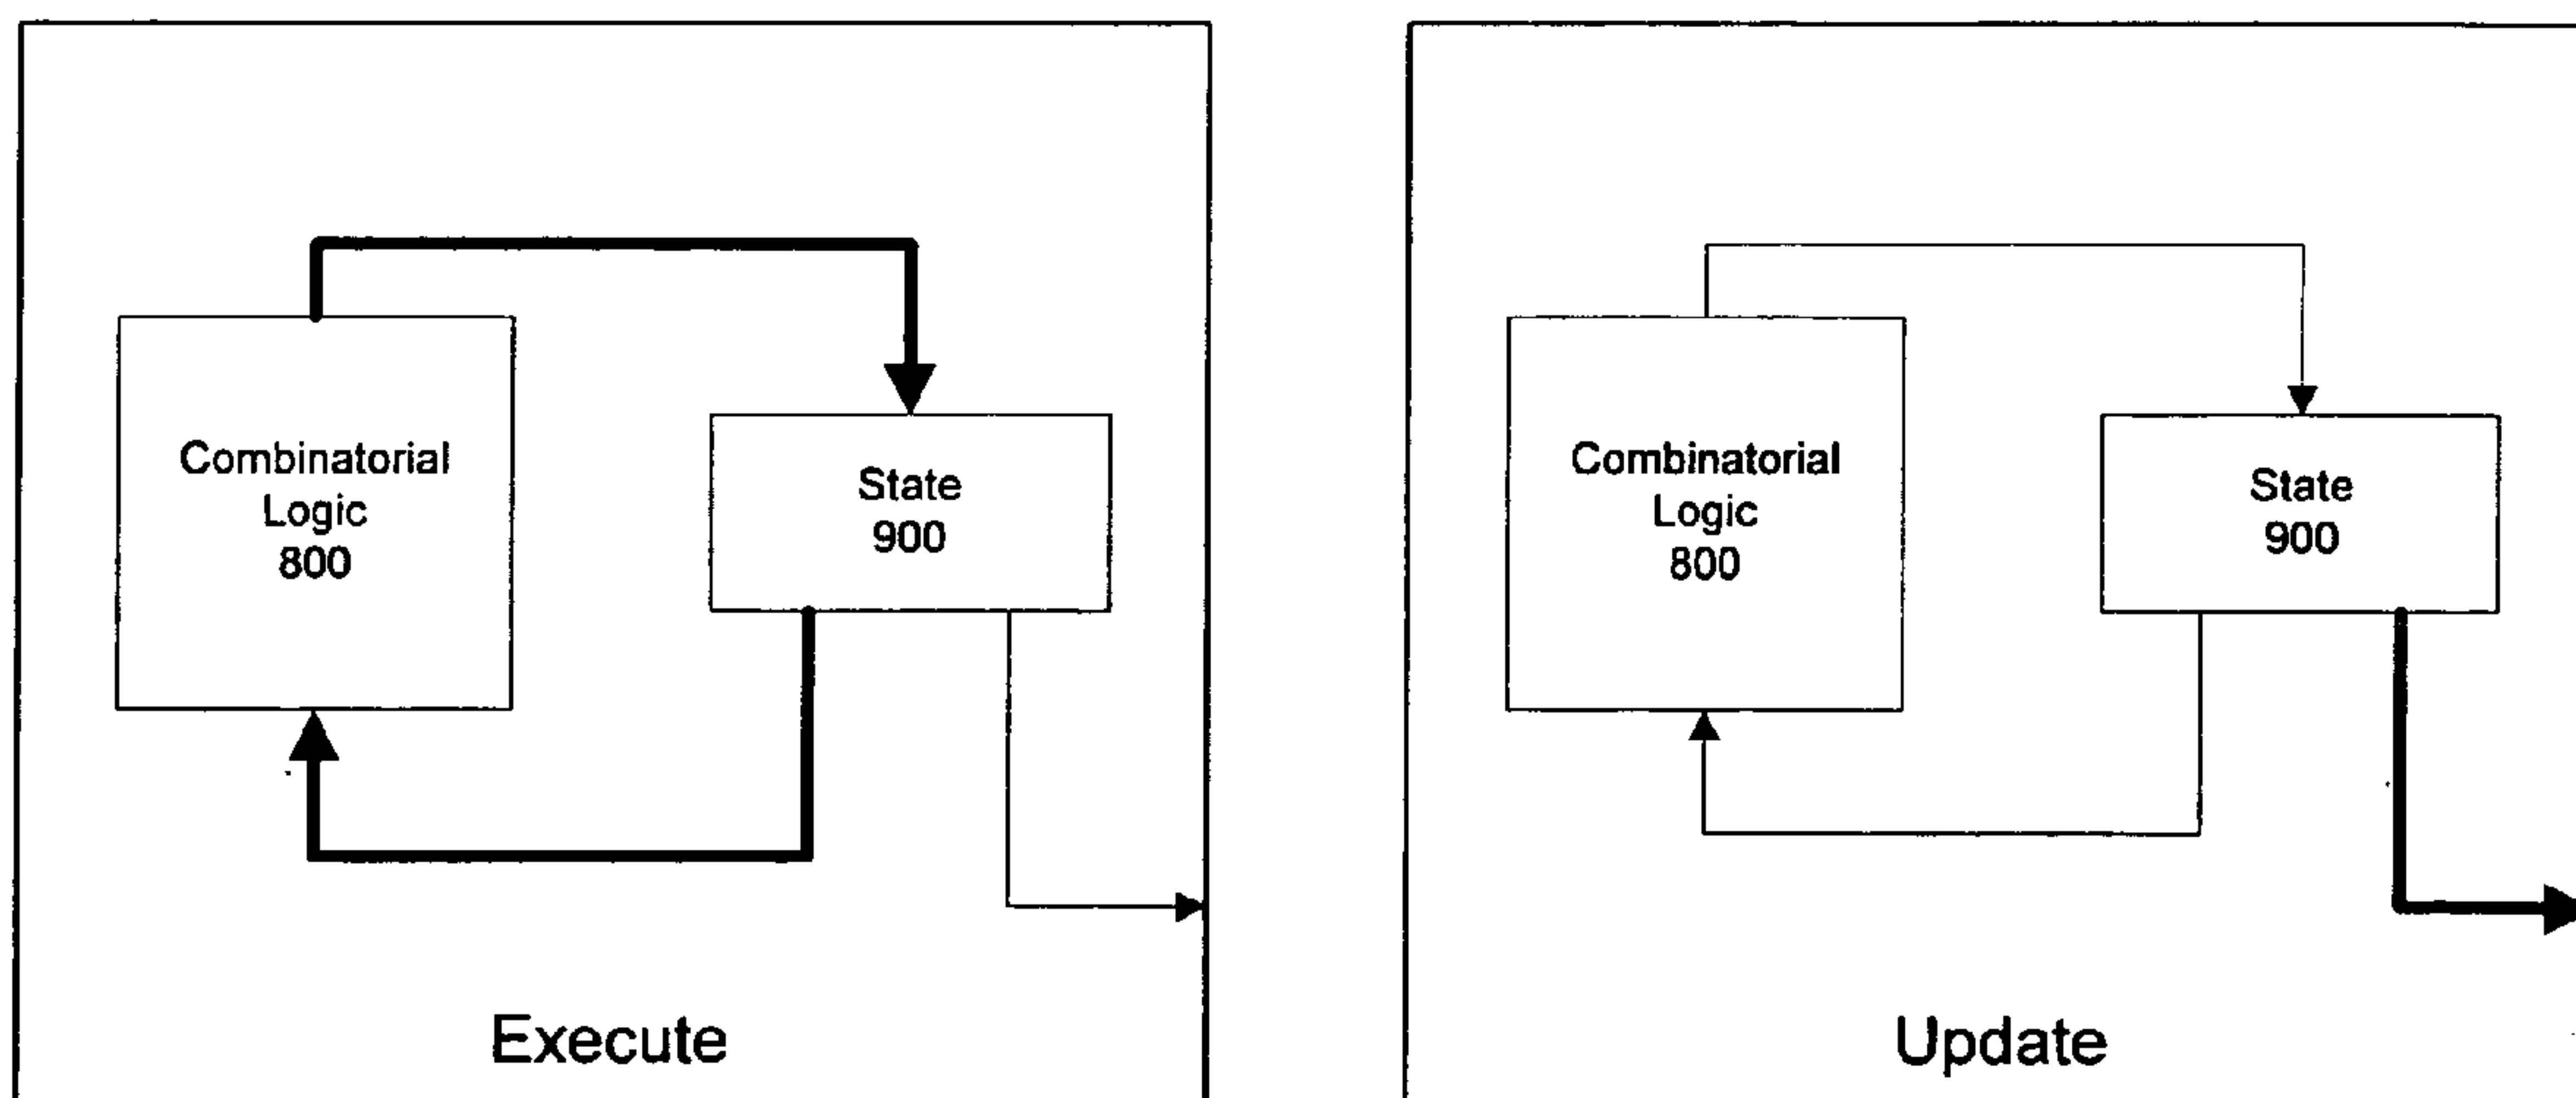 Combinatorial
Logic
800
State
900
Execute
Combinatorial
Logic
800
State
900
Update